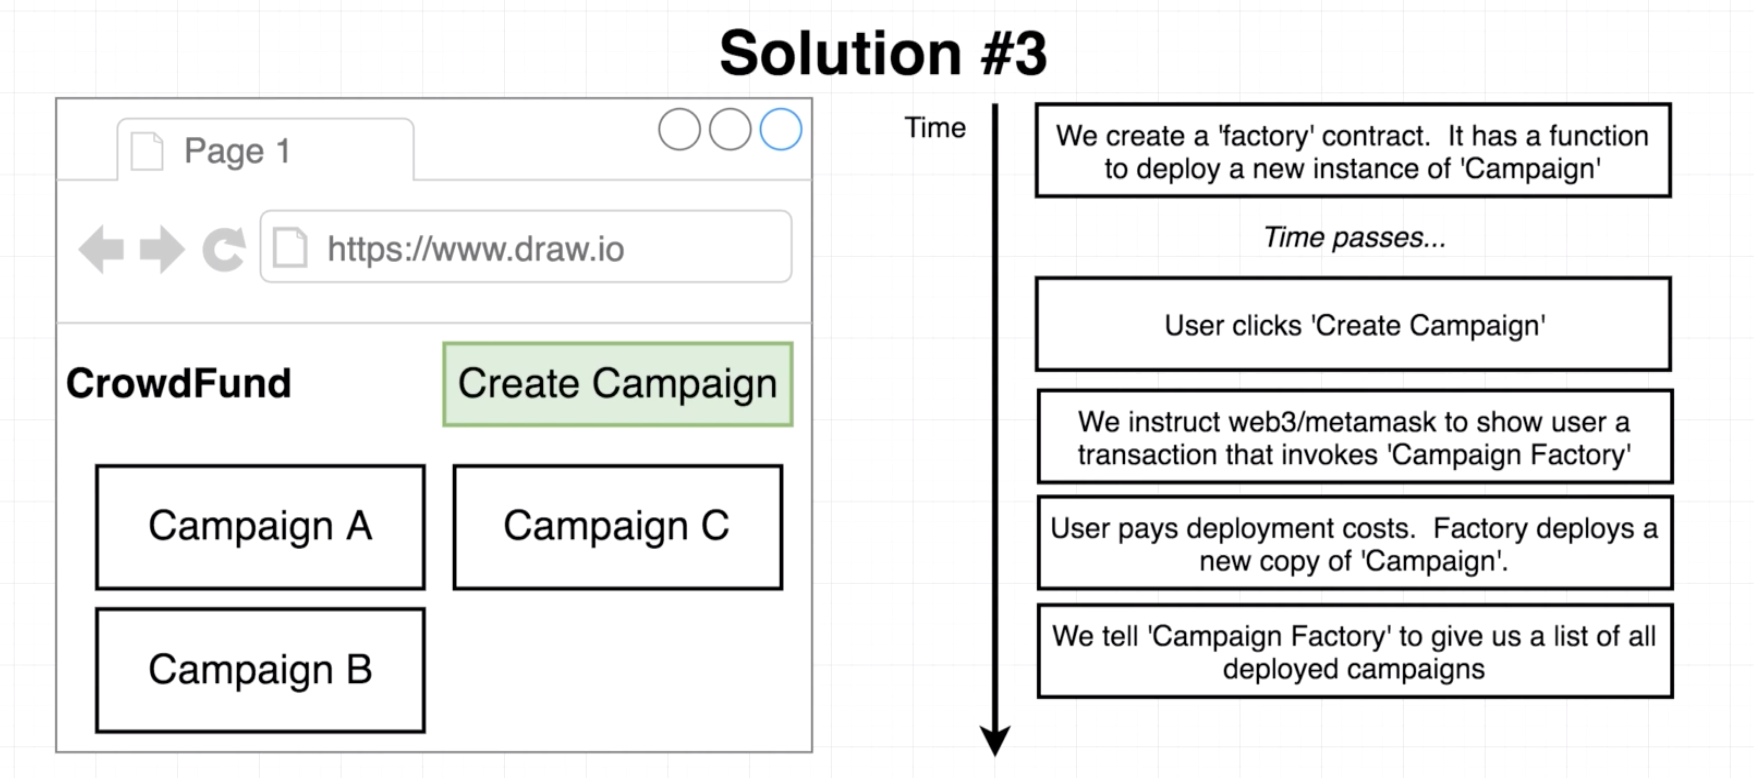 Solution #3
Page 1
https://www.draw.io
CrowdFund
Create Campaign
Campaign A
Campaign C
Campaign B
Time
We create a 'factory' contract.  It has a function
to deploy a new instance of 'Campaign'
Time passes...
User clicks 'Create Campaign'
We instruct web3/metamask to show user a
transaction that invokes 'Campaign Factory'
User pays deployment costs.  Factory deploys a
new copy of 'Campaign'.
We tell 'Campaign Factory' to give us a list of all
deployed campaigns